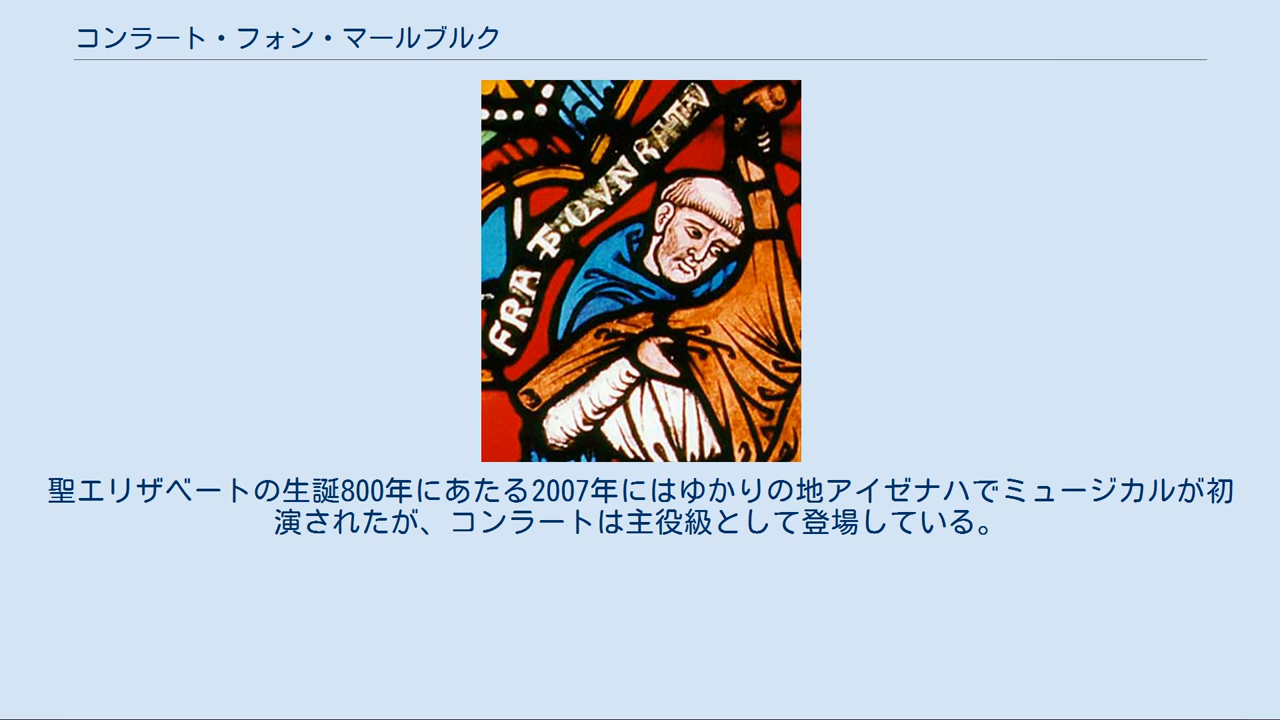 コンラート・フォン・マールブルク
FRAT:QVNRATV
聖エリザベートの生誕800年にあたる2007年にはゆかりの地アイゼナハでミュージカルが初
演されたが、コンラートは主役級として登場している。